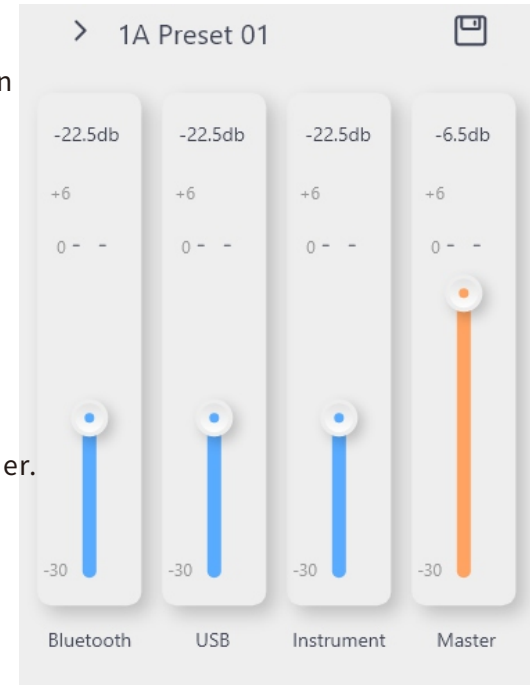 1A Preset 01
n
-22.5db -22.5db -22.5db -6.5db
+6 +6 +6 +6
0 - - 0 - - 0 - - 0 - -
er.
-30 -30 -30 -30
Bluetooth USB Instrument Master